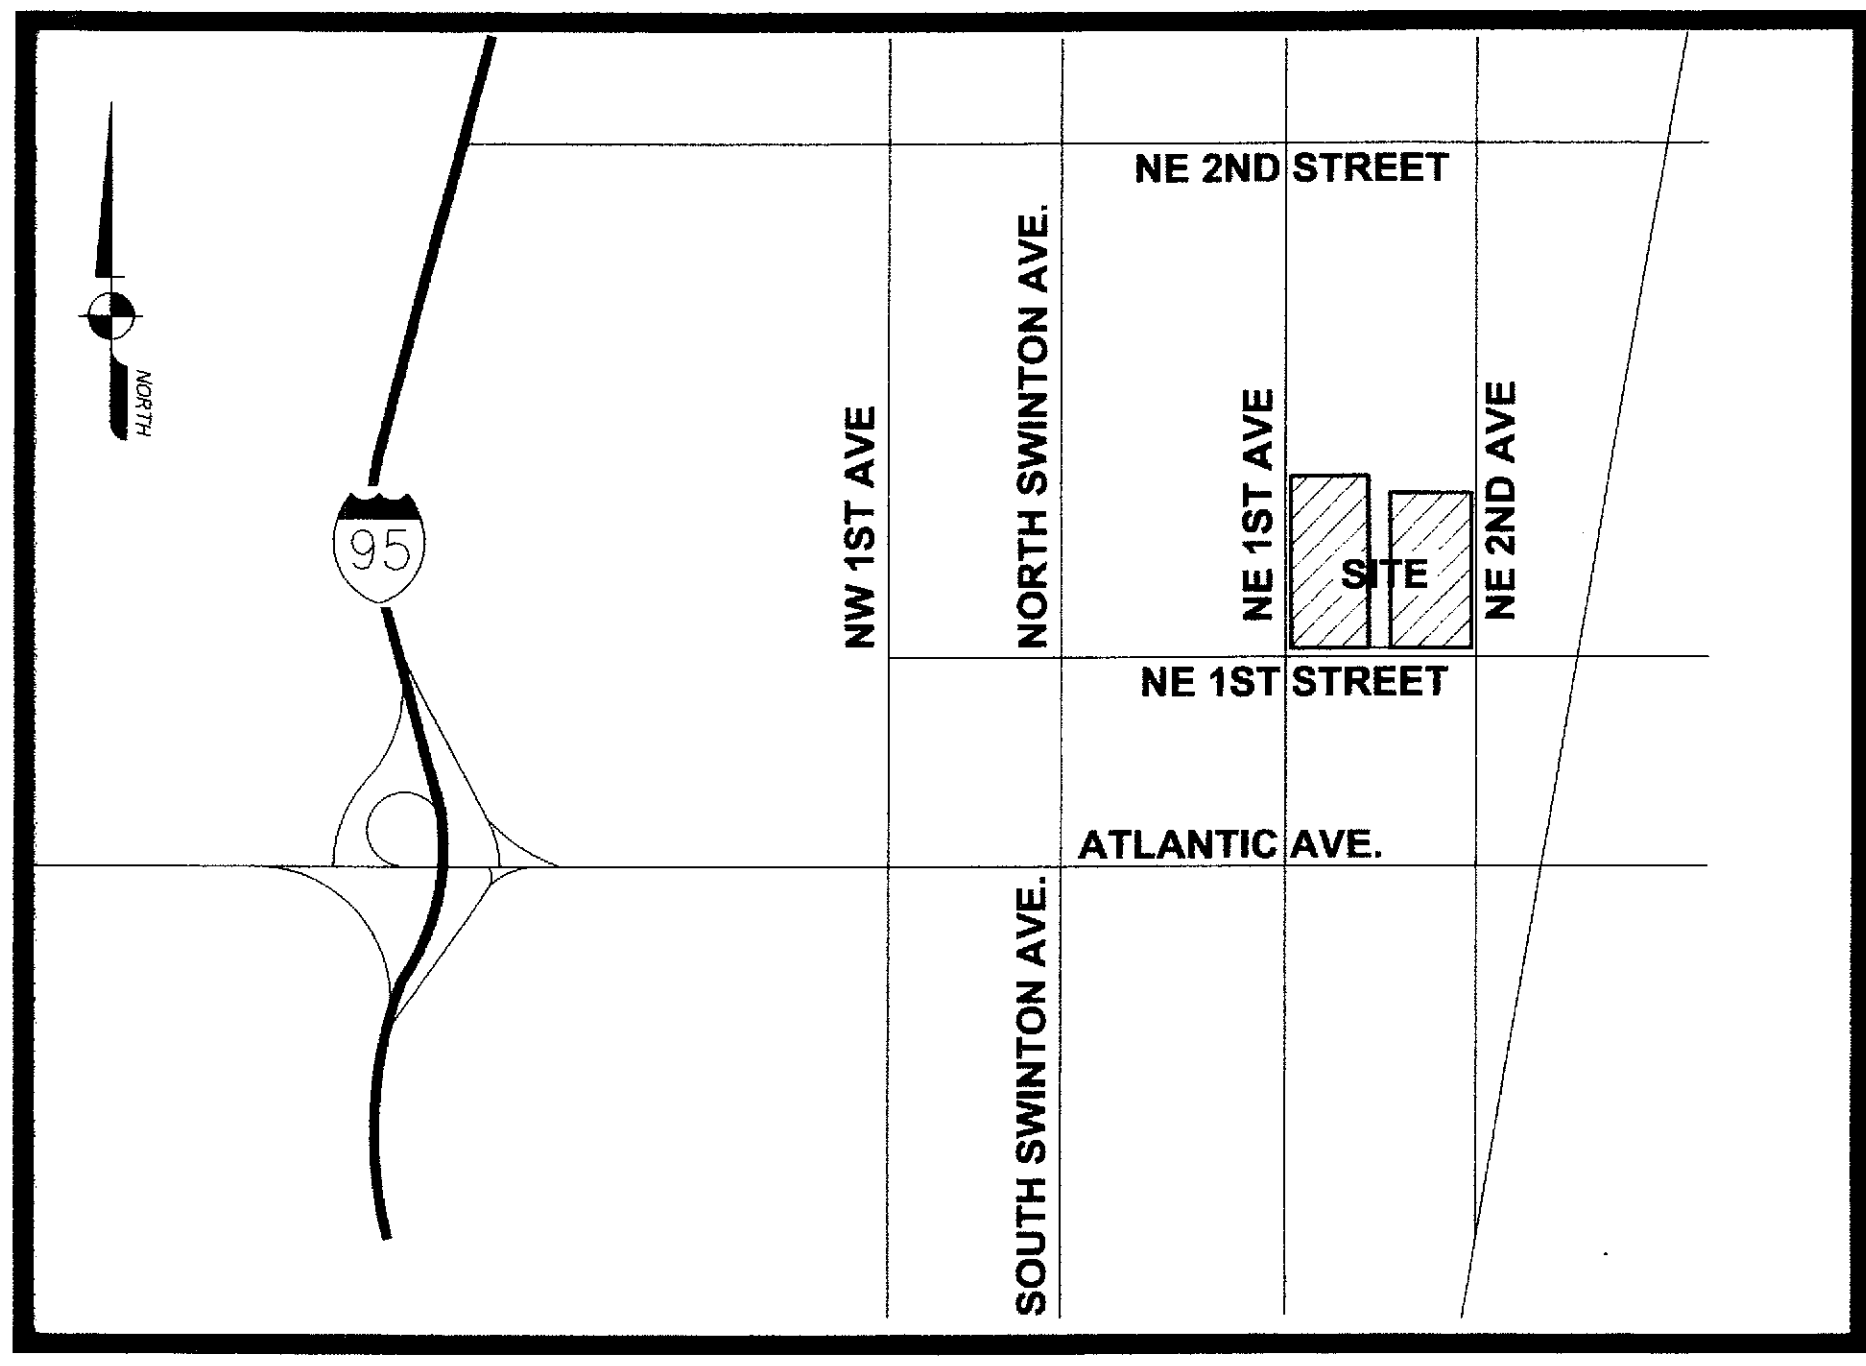 NE 2ND STREET
NORTH
95
NW 1ST AVE
NORTH SWINTON AVE.
NE 1ST AVE
SITE
NE 2ND AVE
NE 1ST STREET
ATLANTIC AVE.
SOUTH SWINTON AVE.